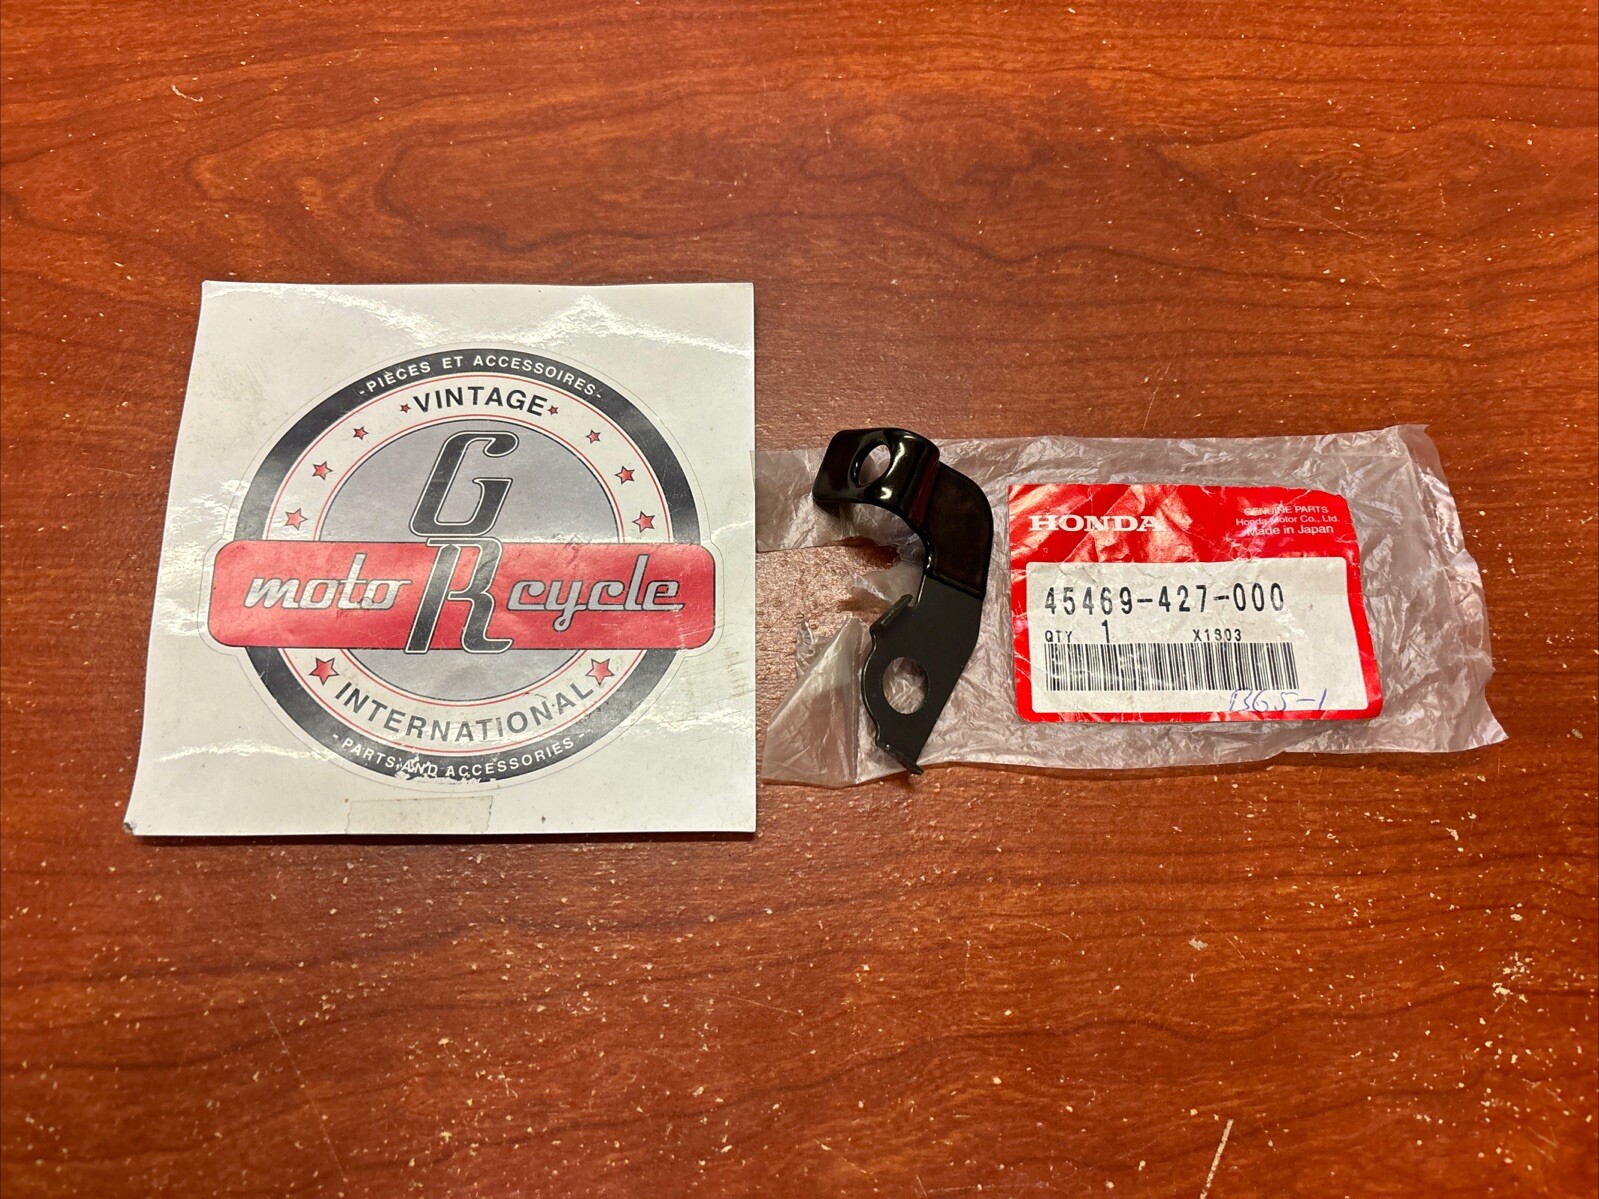 -PIÈCES ET ACCESSOIRES-
VINTAGE
GR
moto cycle
INTERNATIONAL
-PARTS AND ACCESSORIES-
HONDA
GENUINE PARTS
Honda Motor Co., Ltd.
Made in Japan
45469-427-000
QTY 1 X1303